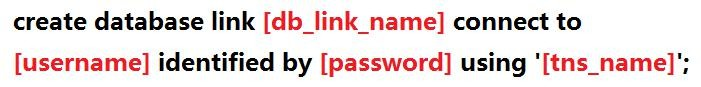 create database link [db_link_name] connect to
[username] identified by [password] using '[tns_name]';